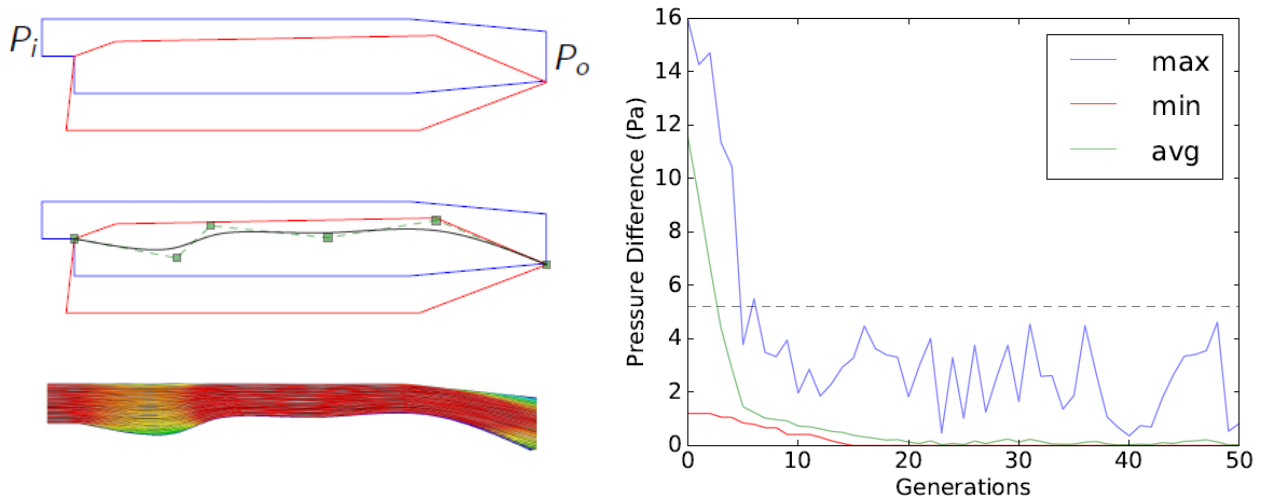 P_i
P_o
Pressure Difference (Pa)
16
14
12
10
8
6
4
2
0
0 10 20 30 40 50
Generations
max
min
avg